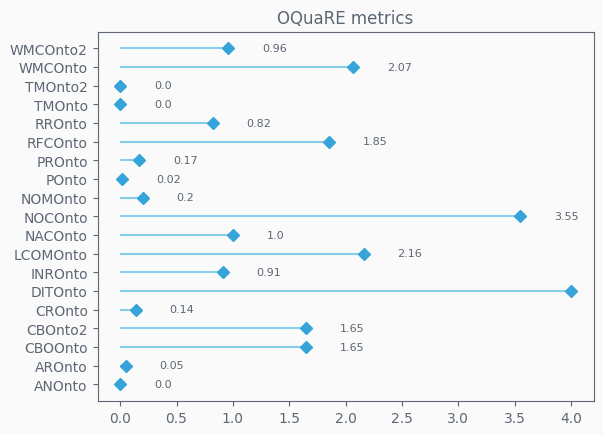 OQuaRE metrics
WMCOnto2 0.96
WMCOnto 2.07
TMOnto2 0.0
TMOnto 0.0
RROnto 0.82
RFCOnto 1.85
PROnto 0.17
POnto 0.02
NOMOnto 0.2
NOCOnto 3.55
NACOnto 1.0
LCOMOnto 2.16
INROnto 0.91
DITOnto
CROnto 0.14
CBOnto2 1.65
CBOOnto 1.65
AROnto 0.05
ANOnto 0.0
0.0 0.5 1.0 1.5 2.0 2.5 3.0 3.5 4.0